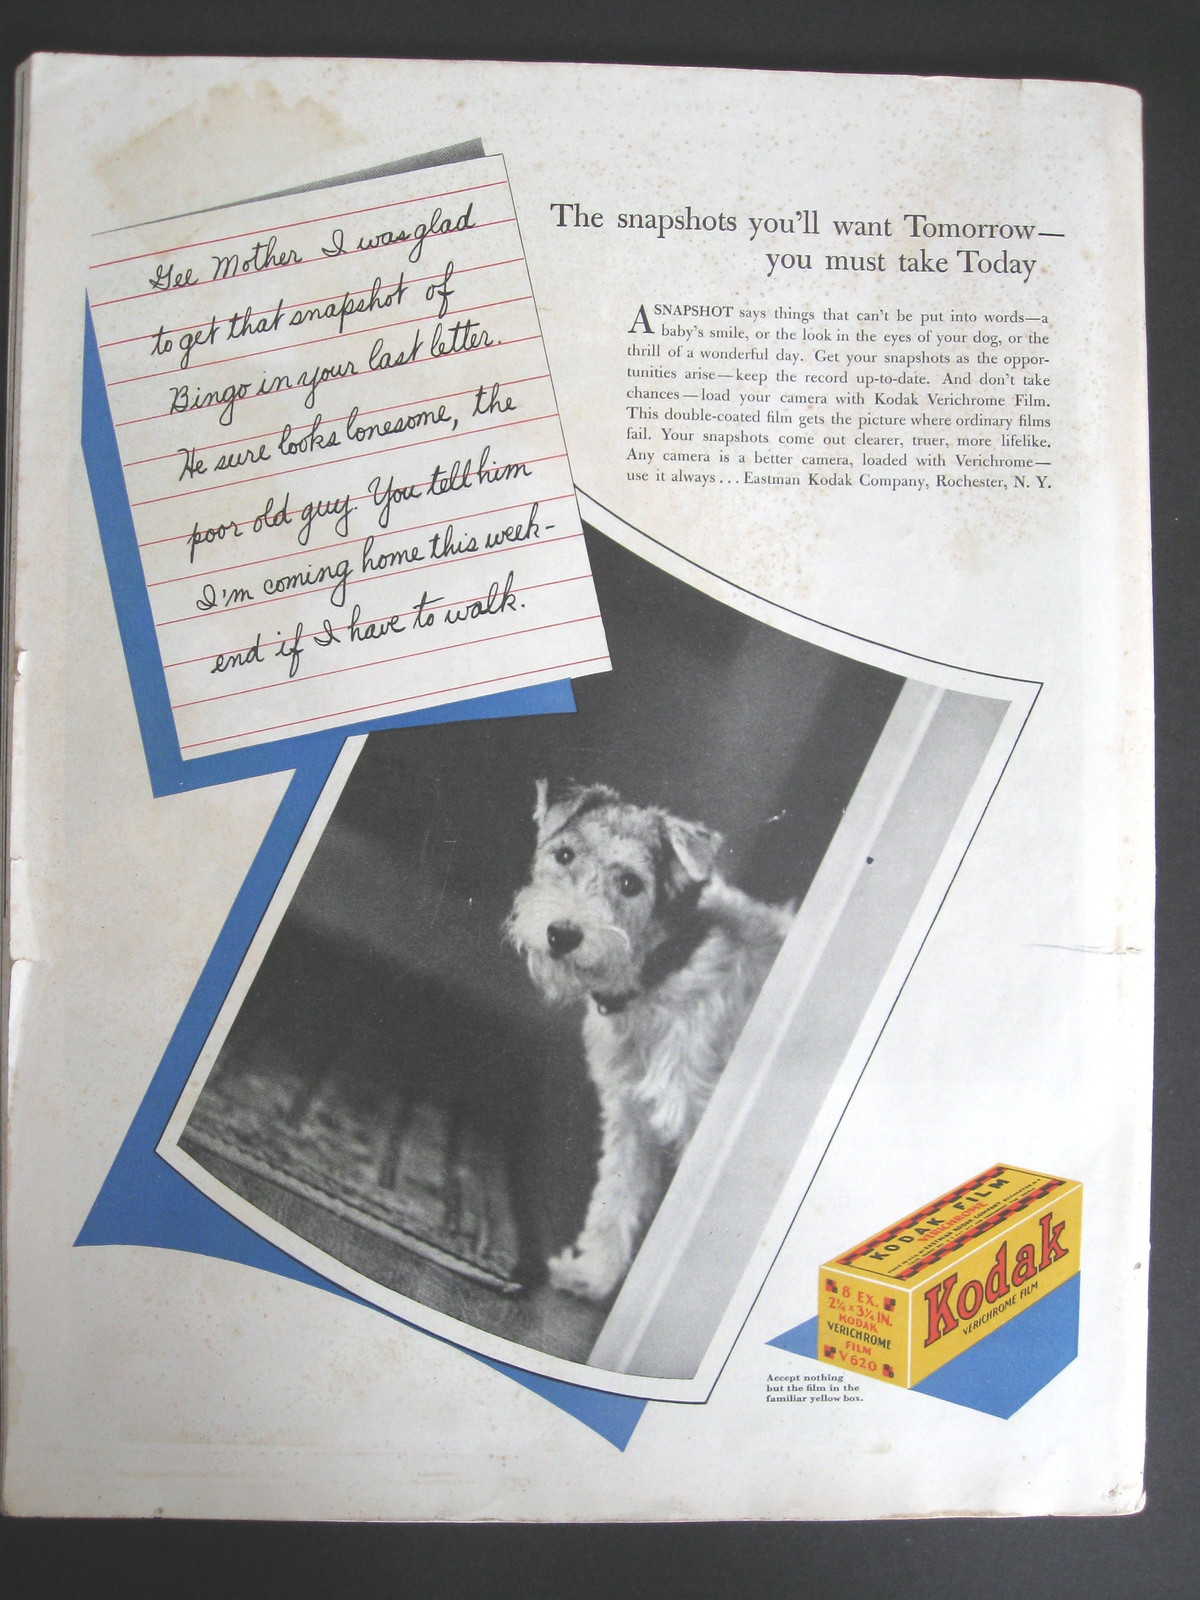 Gee Mother I was glad
to get that snapshot of
Bingo in your last letter.
He sure looks lonesome, the
poor old guy. You tell him
I'm coming home this week-
end if I have to walk.
The snapshots you'll want Tomorrow—
you must take Today
A SNAPSHOT says things that can't be put into words—a
baby's smile, or the look in the eyes of your dog, or the
thrill of a wonderful day. Get your snapshots as the oppor-
tunities arise—keep the record up-to-date. And don't take
chances—load your camera with Kodak Verichrome Film.
This double-coated film gets the picture where ordinary films
fail. Your snapshots come out clearer, truer, more lifelike.
Any camera is a better camera, loaded with Verichrome—
use it always . . . Eastman Kodak Company, Rochester, N. Y.
KODAK FILM
VERICHROME
EASTMAN KODAK COMPANY
Kodak
VERICHROME FILM
8 EX.
2¼ x 3¼ IN.
KODAK
VERICHROME
FILM
V 620
Accept nothing
but the film in the
familiar yellow box.